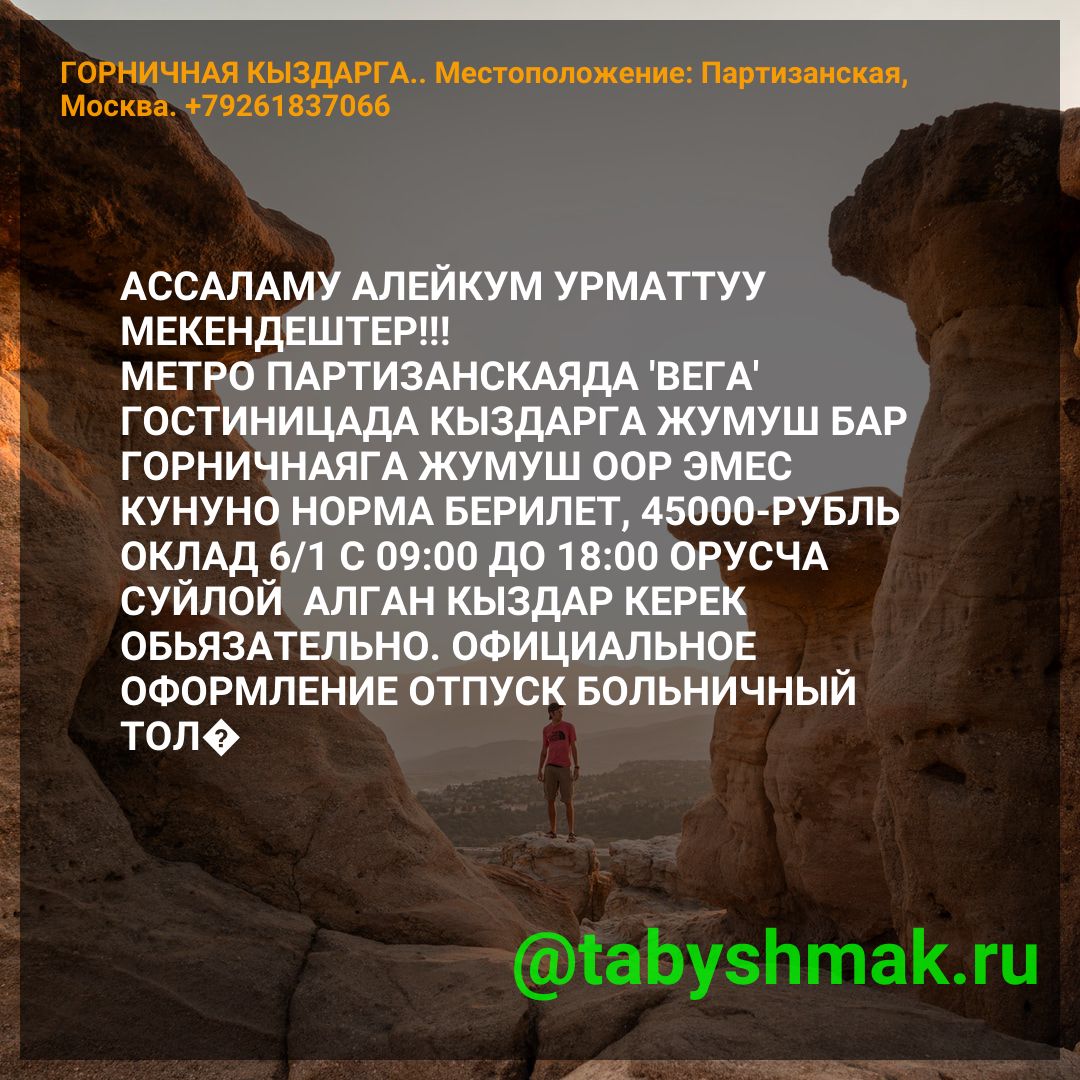 ГОРНИЧНАЯ КЫЗДАРГА.. Местоположение: Партизанская,
Москва. +79261837066
АССАЛАМУ АЛЕЙКУМ УРМАТТУУ
МЕКЕНДЕШТЕР!!!
МЕТРО ПАРТИЗАНСКАЯДА 'ВЕГА'
ГОСТИНИЦАДА КЫЗДАРГА ЖУМУШ БАР
ГОРНИЧНАЯГА ЖУМУШ ООР ЭМЕС
КУНУНО НОРМА БЕРИЛЕТ, 45000-РУБЛЬ
ОКЛАД 6/1 С 09:00 ДО 18:00 ОРУСЧА
СУЙЛОЙ  АЛГАН КЫЗДАР КЕРЕК
ОБЬЯЗАТЕЛЬНО. ОФИЦИАЛЬНОЕ
ОФОРМЛЕНИЕ ОТПУСК БОЛЬНИЧНЫЙ
ТОЛ�
@tabyshmak.ru